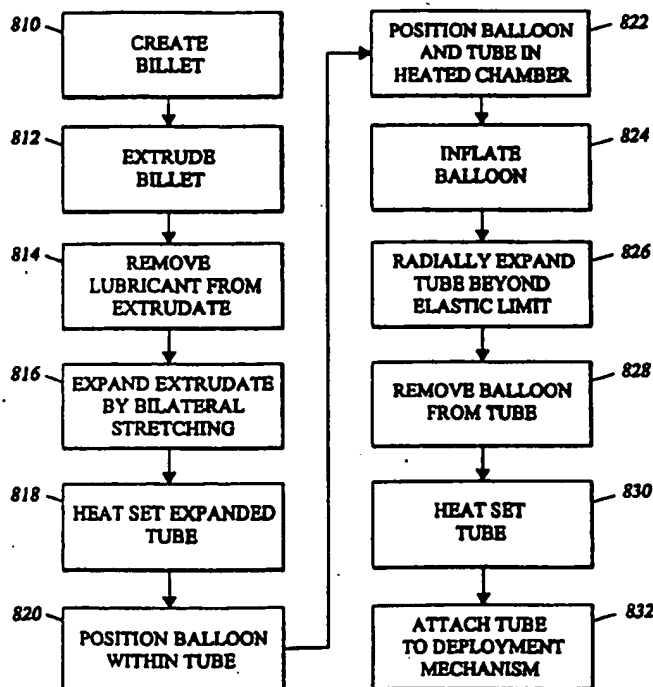 810
CREATE
BILLET
812
EXTRUDE
BILLET
814
REMOVE
LUBRICANT FROM
EXTRUDATE
816
EXPAND EXTRUDATE
BY BILATERAL
STRETCHING
818
HEAT SET EXPANDED
TUBE
820
POSITION BALLOON
WITHIN TUBE
822
POSITION BALLOON
AND TUBE IN
HEATED CHAMBER
824
INFLATE
BALLOON
826
RADIALLY EXPAND
TUBE BEYOND
ELASTIC LIMIT
828
REMOVE BALLOON
FROM TUBE
830
HEAT SET
TUBE
832
ATTACH TUBE
TO DEPLOYMENT
MECHANISM